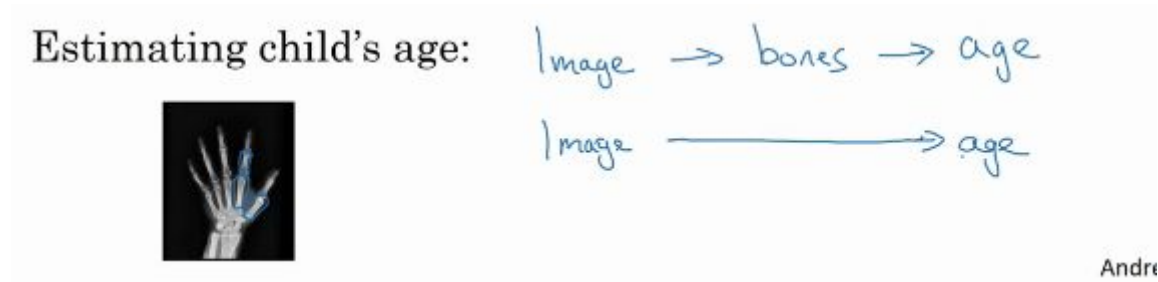 Estimating child's age:
Image → bones → age
Image → age
Andre